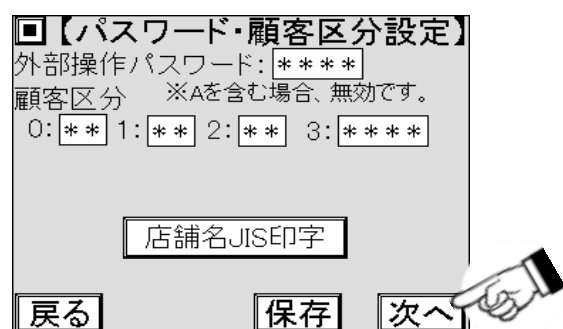 ▣【パスワード・顧客区分設定】
外部操作パスワード:****
顧客区分 ※Aを含む場合、無効です。
0:** 1:** 2:** 3:****
店舗名JIS印字
戻る 保存 次へ